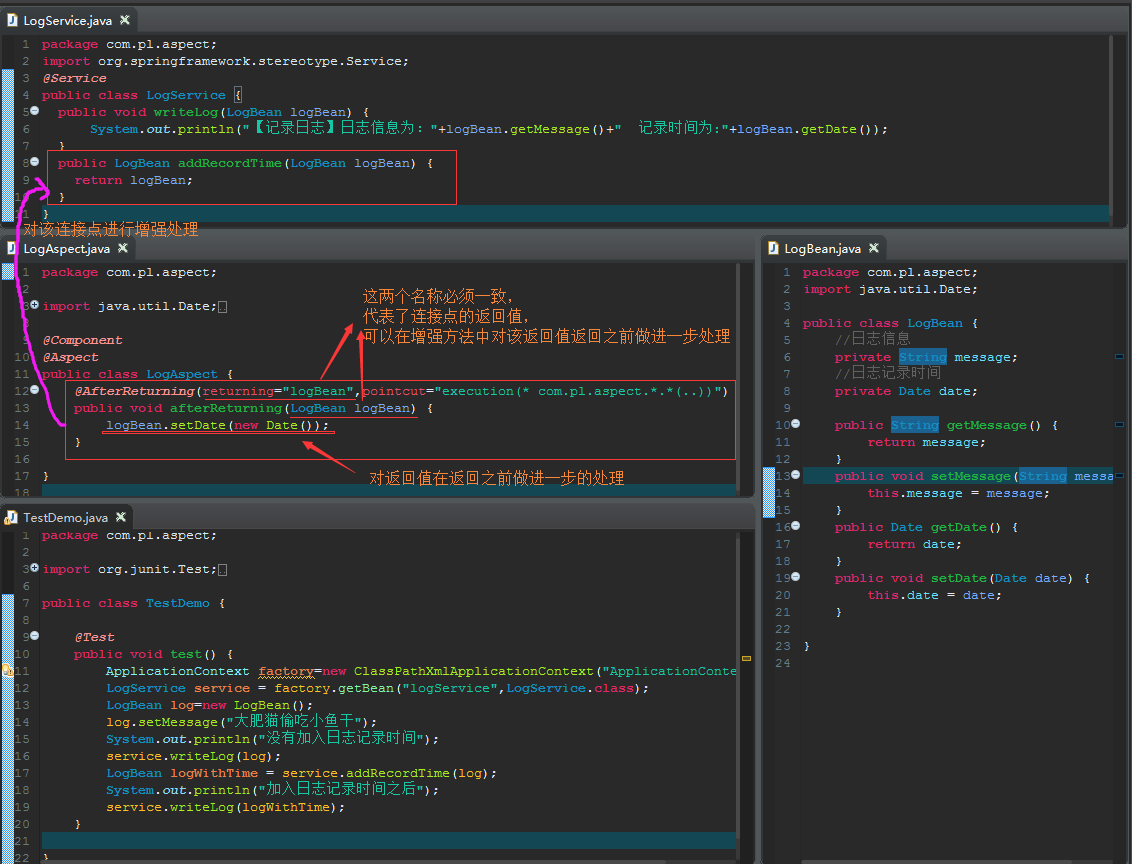 LogService.java
1 package com.pl.aspect;
2 import org.springframework.stereotype.Service;
3 @Service
4 public class LogService {
5 public void writeLog(LogBean logBean) {
6 System.out.println("【记录日志】日志信息为："+logBean.getMessage()+" 记录时间为:"+logBean.getDate());
7 }
8 public LogBean addRecordTime(LogBean logBean) {
9 return logBean;
10 }
11 }
对该连接点进行增强处理
LogAspect.java
1 package com.pl.aspect;
2
3 import java.util.Date;
这两个名称必须一致，
代表了连接点的返回值，
可以在增强方法中对该返回值返回之前做进一步处理
9 @Component
10 @Aspect
11 public class LogAspect {
12 @AfterReturning(returning="logBean",pointcut="execution(* com.pl.aspect.*.*(..))")
13 public void afterReturning(LogBean logBean) {
14 logBean.setDate(new Date());
15 }
16
对返回值在返回之前做进一步的处理
17 }
18
LogBean.java
1 package com.pl.aspect;
2 import java.util.Date;
3
4 public class LogBean {
5 //日志信息
6 private String message;
7 //日志记录时间
8 private Date date;
9
10 public String getMessage() {
11 return message;
12 }
13 public void setMessage(String messa
14 this.message = message;
15 }
16 public Date getDate() {
17 return date;
18 }
19 public void setDate(Date date) {
20 this.date = date;
21 }
22
23 }
24
TestDemo.java
1 package com.pl.aspect;
2
3 import org.junit.Test;
6
7 public class TestDemo {
8
9 @Test
10 public void test() {
11 ApplicationContext factory=new ClassPathXmlApplicationContext("ApplicationConte
12 LogService service = factory.getBean("logService",LogService.class);
13 LogBean log=new LogBean();
14 log.setMessage("大肥猫偷吃小鱼干");
15 System.out.println("没有加入日志记录时间");
16 service.writeLog(log);
17 LogBean logWithTime = service.addRecordTime(log);
18 System.out.println("加入日志记录时间之后");
19 service.writeLog(logWithTime);
20 }
21
22 }